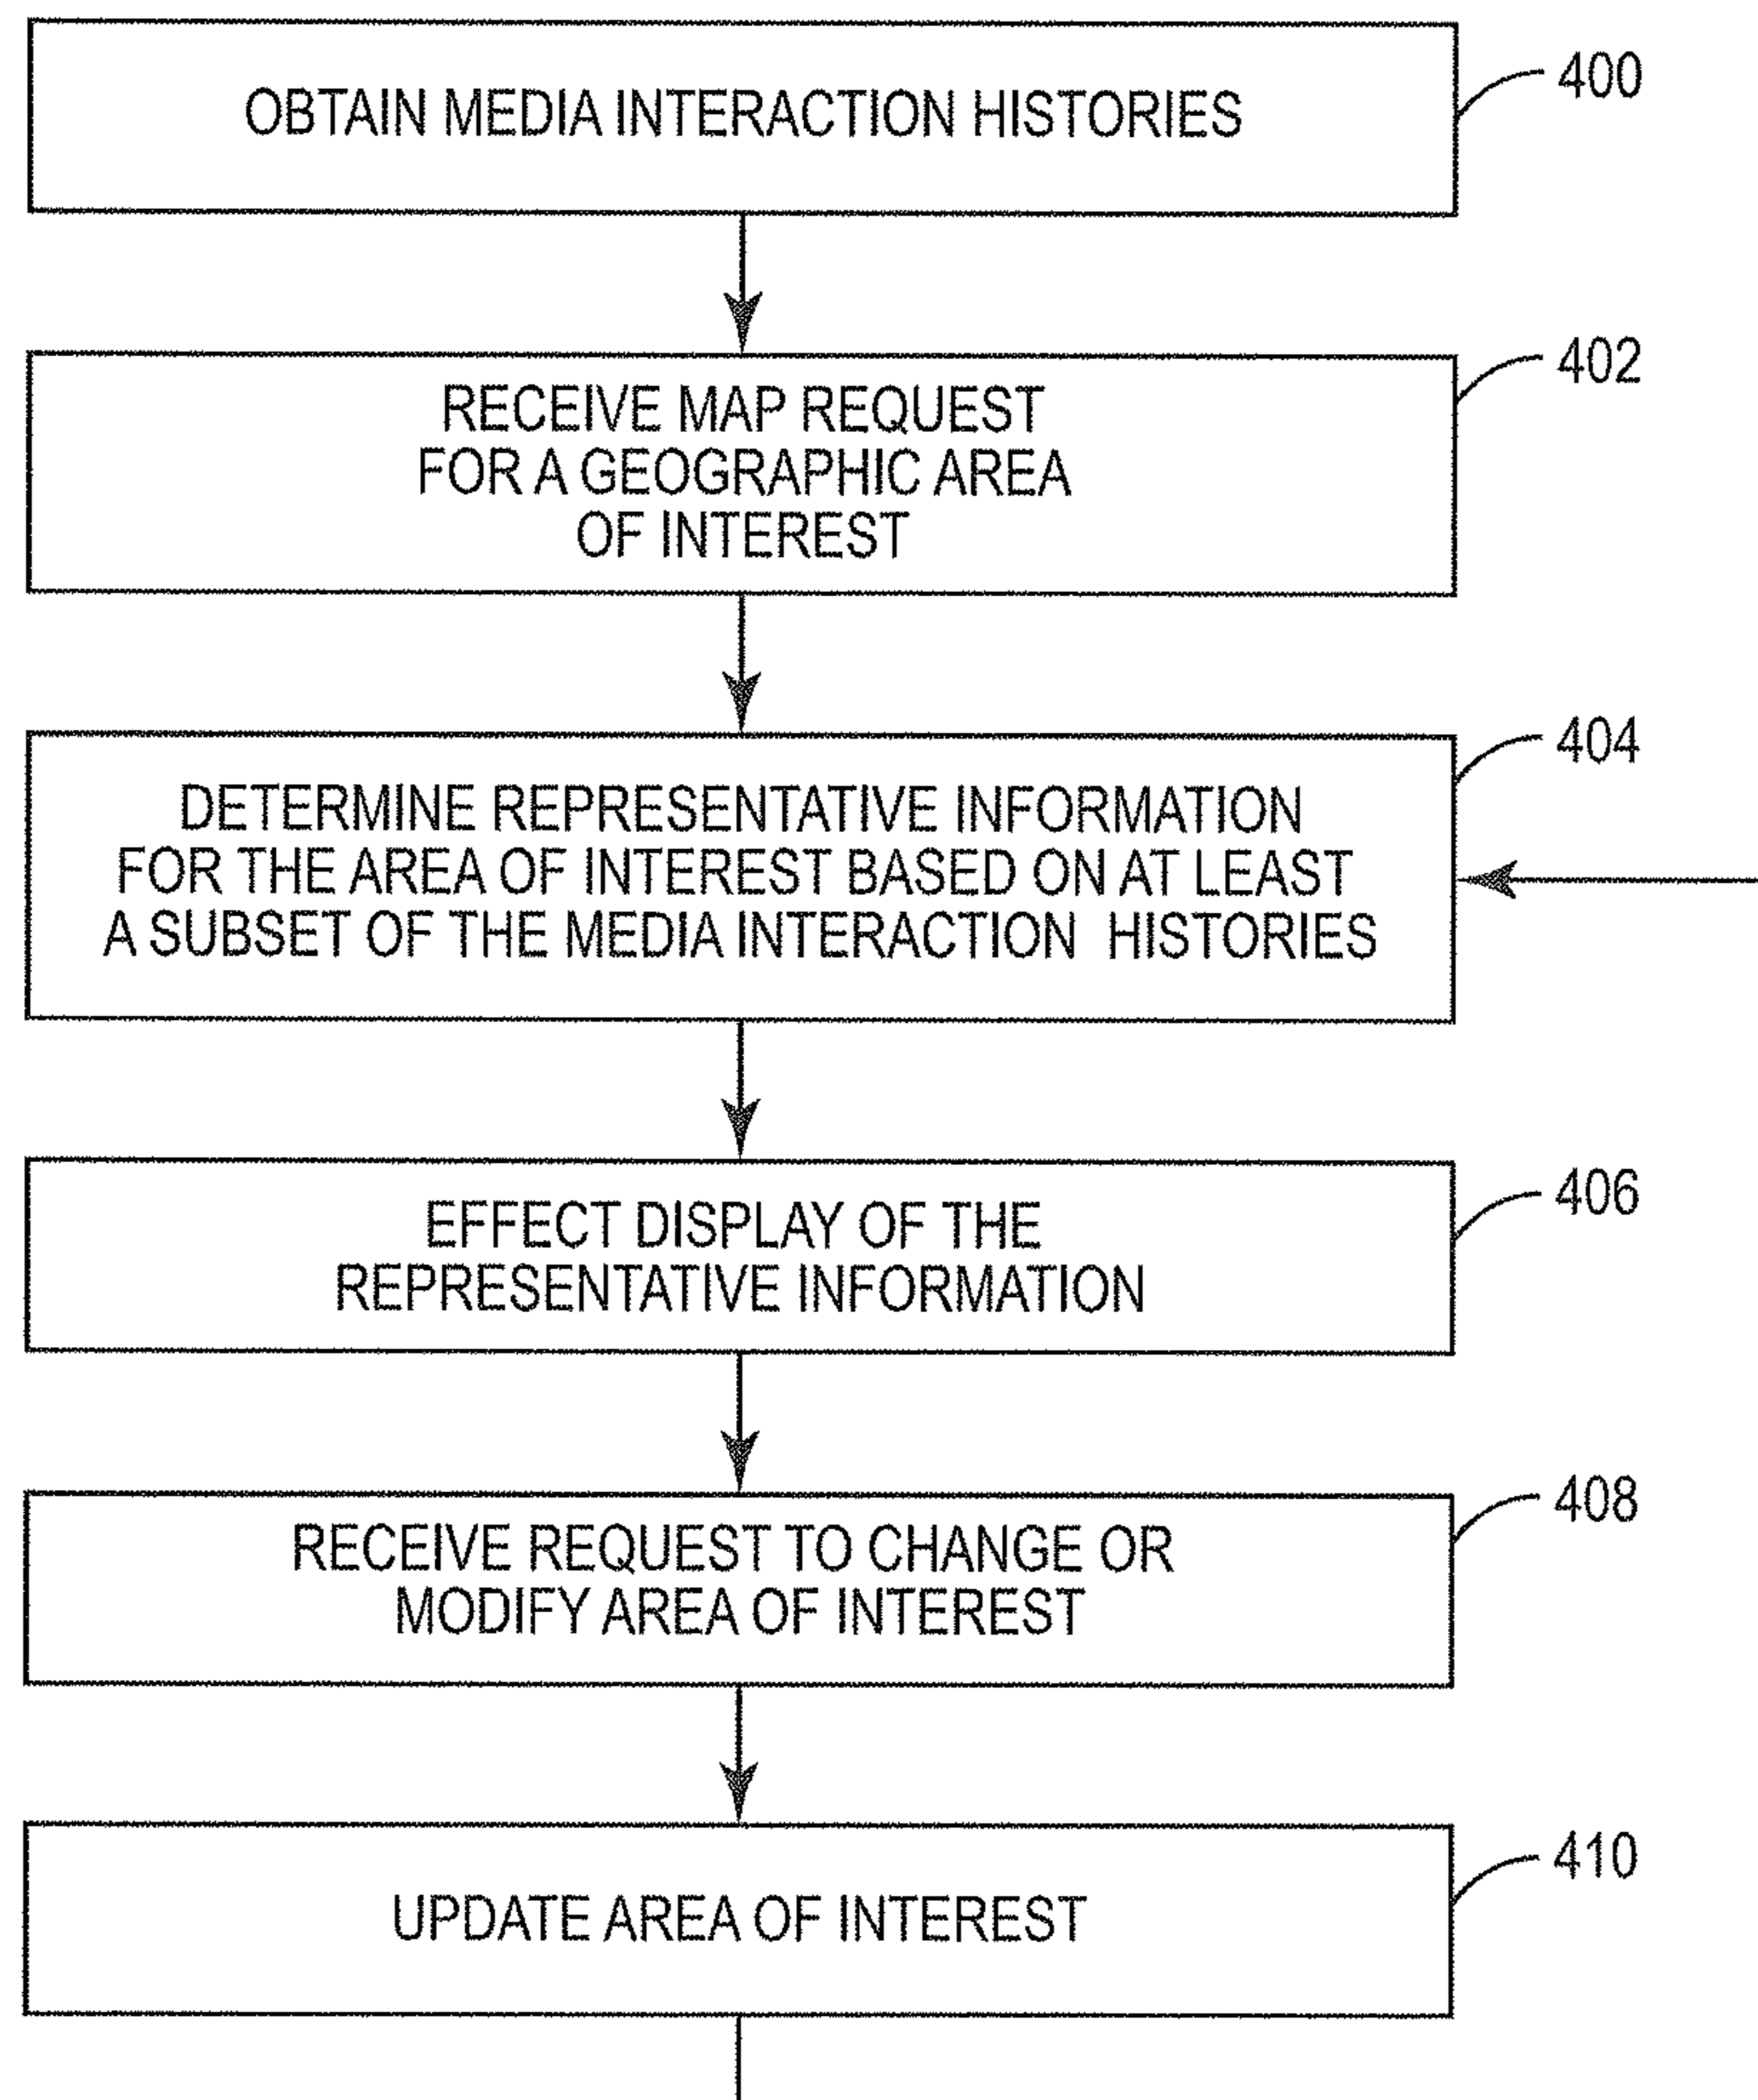 OBTAIN MEDIA INTERACTION HISTORIES
400
RECEIVE MAP REQUEST
FOR A GEOGRAPHIC AREA
OF INTEREST
402
DETERMINE REPRESENTATIVE INFORMATION
FOR THE AREA OF INTEREST BASED ON AT LEAST
A SUBSET OF THE MEDIA INTERACTION HISTORIES
404
EFFECT DISPLAY OF THE
REPRESENTATIVE INFORMATION
406
RECEIVE REQUEST TO CHANGE OR
MODIFY AREA OF INTEREST
408
UPDATE AREA OF INTEREST
410